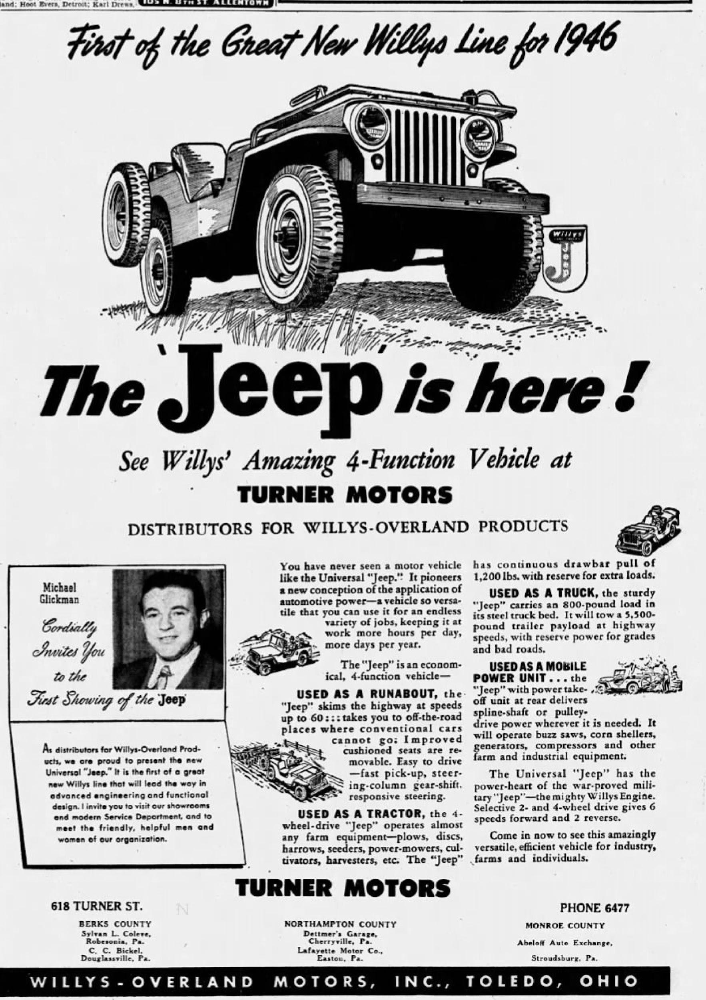 land; Hoot Evers, Detroit; Karl Drews,
105 N. 8TH ST. ALLENTOWN
First of the Great New Willys Line for 1946
Willys
Jeep
The 'Jeep' is here!
See Willys' Amazing 4-Function Vehicle at
TURNER MOTORS
DISTRIBUTORS FOR WILLYS-OVERLAND PRODUCTS
Michael
Glickman
Cordially
Invites You
to the
First Showing of the 'Jeep'
As distributors for Willys-Overland Prod-
ucts, we are proud to present the new
Universal "Jeep." It is the first of a great
new Willys line that will lead the way in
advanced engineering and functional
design. I invite you to visit our showrooms
and modern Service Department, and to
meet the friendly, helpful men and
women of our organization.
You have never seen a motor vehicle
like the Universal "Jeep." It pioneers
a new conception of the application of
automotive power—a vehicle so versa-
tile that you can use it for an endless
variety of jobs, keeping it at
work more hours per day,
more days per year.
The "Jeep" is an econom-
ical, 4-function vehicle—
USED AS A RUNABOUT, the
"Jeep" skims the highway at speeds
up to 60::: takes you to off-the-road
places where conventional cars
cannot go; Improved
cushioned seats are re-
movable. Easy to drive
—fast pick-up, steer-
ing-column gear-shift,
responsive steering.
USED AS A TRACTOR, the 4-
wheel-drive "Jeep" operates almost
any farm equipment—plows, discs,
harrows, seeders, power-mowers, cul-
tivators, harvesters, etc. The "Jeep"
has continuous drawbar pull of
1,200 lbs. with reserve for extra loads.
USED AS A TRUCK, the sturdy
"Jeep" carries an 800-pound load in
its steel truck bed. It will tow a 5,500-
pound trailer payload at highway
speeds, with reserve power for grades
and bad roads.
USED AS A MOBILE
POWER UNIT... the
"Jeep" with power take-
off unit at rear delivers
spline-shaft or pulley-
drive power wherever it is needed. It
will operate buzz saws, corn shellers,
generators, compressors and other
farm and industrial equipment.
The Universal "Jeep" has the
power-heart of the war-proved mili-
tary "Jeep"—the mighty Willys Engine.
Selective 2- and 4-wheel drive gives 6
speeds forward and 2 reverse.
Come in now to see this amazingly
versatile, efficient vehicle for industry,
farms and individuals.
TURNER MOTORS
618 TURNER ST.
PHONE 6477
BERKS COUNTY
Sylvan L. Coleve,
Robesonia, Pa.
C. C. Bickel,
Douglassville, Pa.
NORTHAMPTON COUNTY
Dettmer's Garage,
Cherryville, Pa.
Lafayette Motor Co.,
Easton, Pa.
MONROE COUNTY
Abeloff Auto Exchange,
Stroudsburg, Pa.
WILLYS-OVERLAND MOTORS, INC., TOLEDO, OHIO